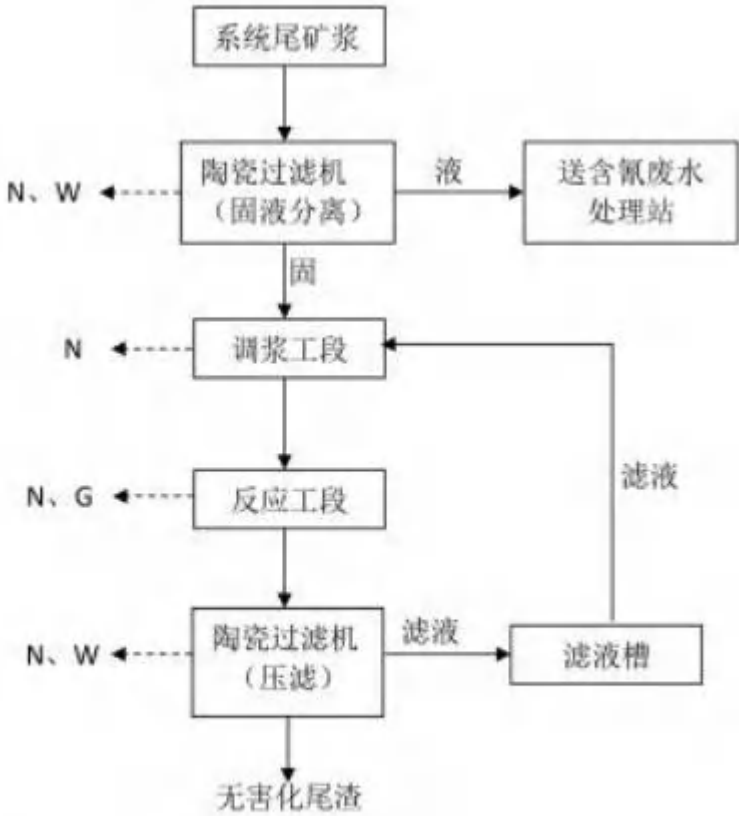 系统尾矿浆
N、W
陶瓷过滤机
（固液分离）
液
送含氰废水
处理站
固
N
调浆工段
滤液
N、G
反应工段
N、W
陶瓷过滤机
（压滤）
滤液
滤液槽
无害化尾渣